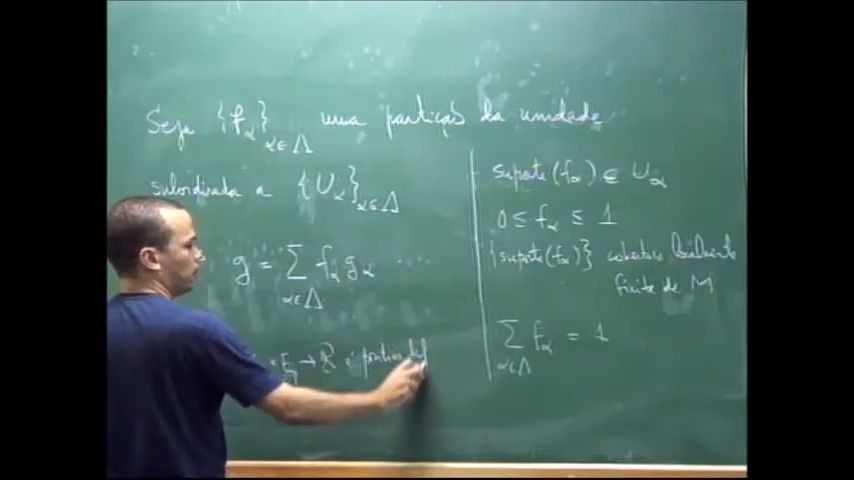 Seja {f_α}_{α∈Λ} uma partição da unidade
subordinada a {U_α}_{α∈Λ}
g = Σ_{α∈Λ} f_α g_α ...
→ ℝ é
suporte (f_α) ⊂ U_α
0 ≤ f_α ≤ 1
{suporte (f_α)} cobertura localmente
finita de M
Σ_{α∈Λ} f_α = 1